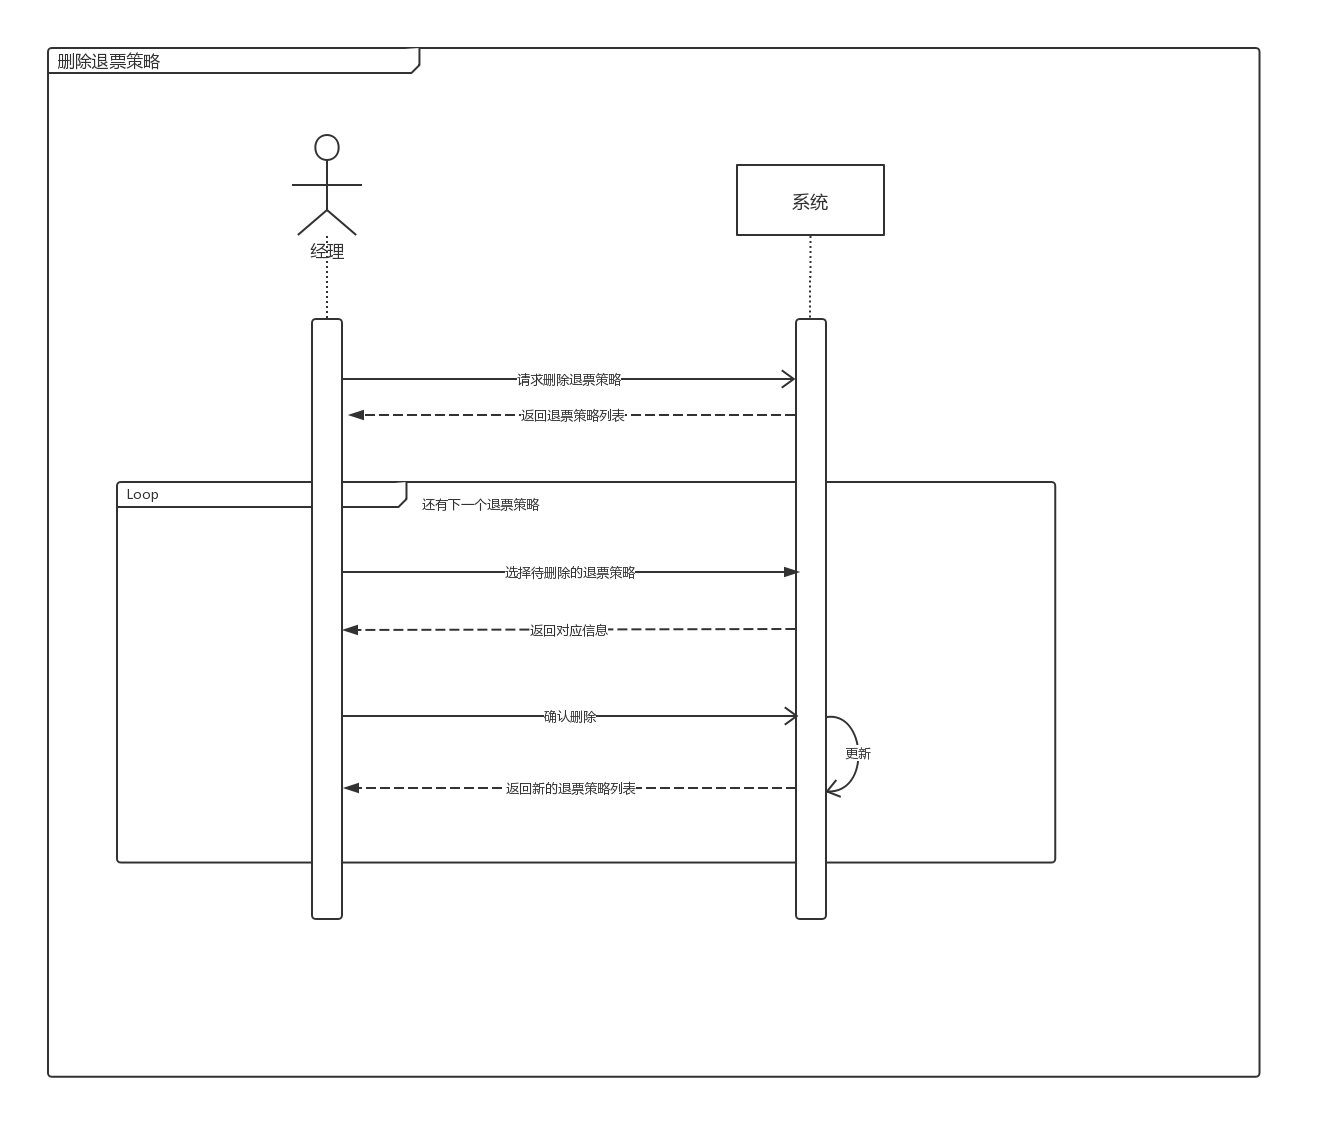 删除退票策略
系统
经理
请求删除退票策略
返回退票策略列表
Loop
还有下一个退票策略
选择待删除的退票策略
返回对应信息
确认删除
更新
返回新的退票策略列表